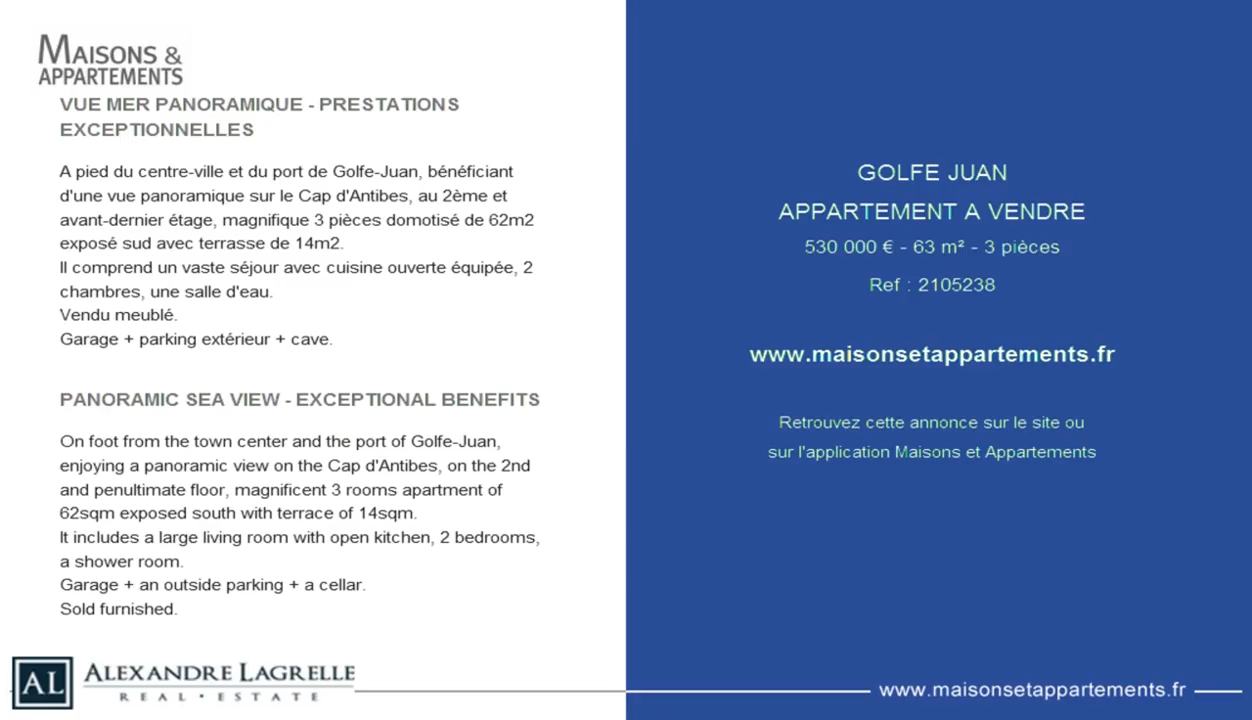 MAISONS &
APPARTEMENTS
VUE MER PANORAMIQUE - PRESTATIONS
EXCEPTIONNELLES
A pied du centre-ville et du port de Golfe-Juan, bénéficiant
d'une vue panoramique sur le Cap d'Antibes, au 2ème et
avant-dernier étage, magnifique 3 pièces domotisé de 62m2
exposé sud avec terrasse de 14m2.
Il comprend un vaste séjour avec cuisine ouverte équipée, 2
chambres, une salle d'eau.
Vendu meublé.
Garage + parking extérieur + cave.
PANORAMIC SEA VIEW - EXCEPTIONAL BENEFITS
On foot from the town center and the port of Golfe-Juan,
enjoying a panoramic view on the Cap d'Antibes, on the 2nd
and penultimate floor, magnificent 3 rooms apartment of
62sqm exposed south with terrace of 14sqm.
It includes a large living room with open kitchen, 2 bedrooms,
a shower room.
Garage + an outside parking + a cellar.
Sold furnished.
AL
ALEXANDRE LAGRELLE
REAL · ESTATE
GOLFE JUAN
APPARTEMENT A VENDRE
530 000 € - 63 m² - 3 pièces
Ref : 2105238
www.maisonsetappartements.fr
Retrouvez cette annonce sur le site ou
sur l'application Maisons et Appartements
www.maisonsetappartements.fr